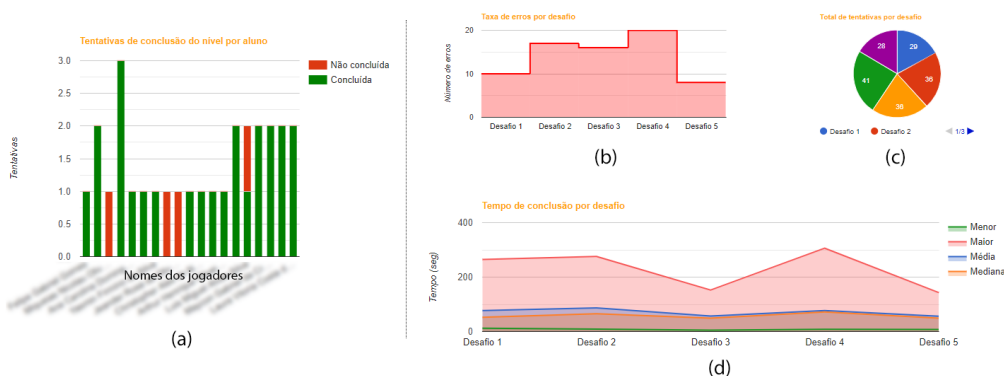 Tentativas de conclusão do nível por aluno
Não concluída
Concluída
Tentativas
3.0
2.5
2.0
1.5
1.0
0.5
0.0
Nomes dos jogadores
(a)
Taxa de erros por desafio
Número de erros
20
10
0
Desafio 1 Desafio 2 Desafio 3 Desafio 4 Desafio 5
(b)
Total de tentativas por desafio
28
29
41
36
36
Desafio 1 Desafio 2 1/3
(c)
Tempo de conclusão por desafio
Tempo (seg)
400
200
0
Menor
Maior
Média
Mediana
Desafio 1 Desafio 2 Desafio 3 Desafio 4 Desafio 5
(d)